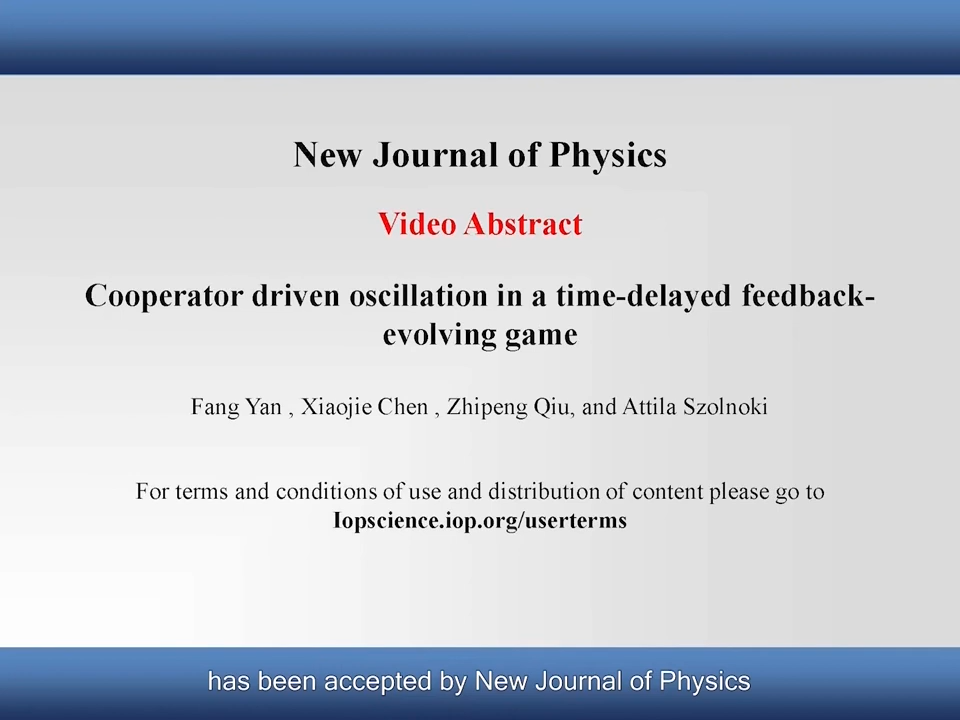 New Journal of Physics
Video Abstract
Cooperator driven oscillation in a time-delayed feedback-
evolving game
Fang Yan , Xiaojie Chen , Zhipeng Qiu, and Attila Szolnoki
For terms and conditions of use and distribution of content please go to
Iopscience.iop.org/userterms
has been accepted by New Journal of Physics